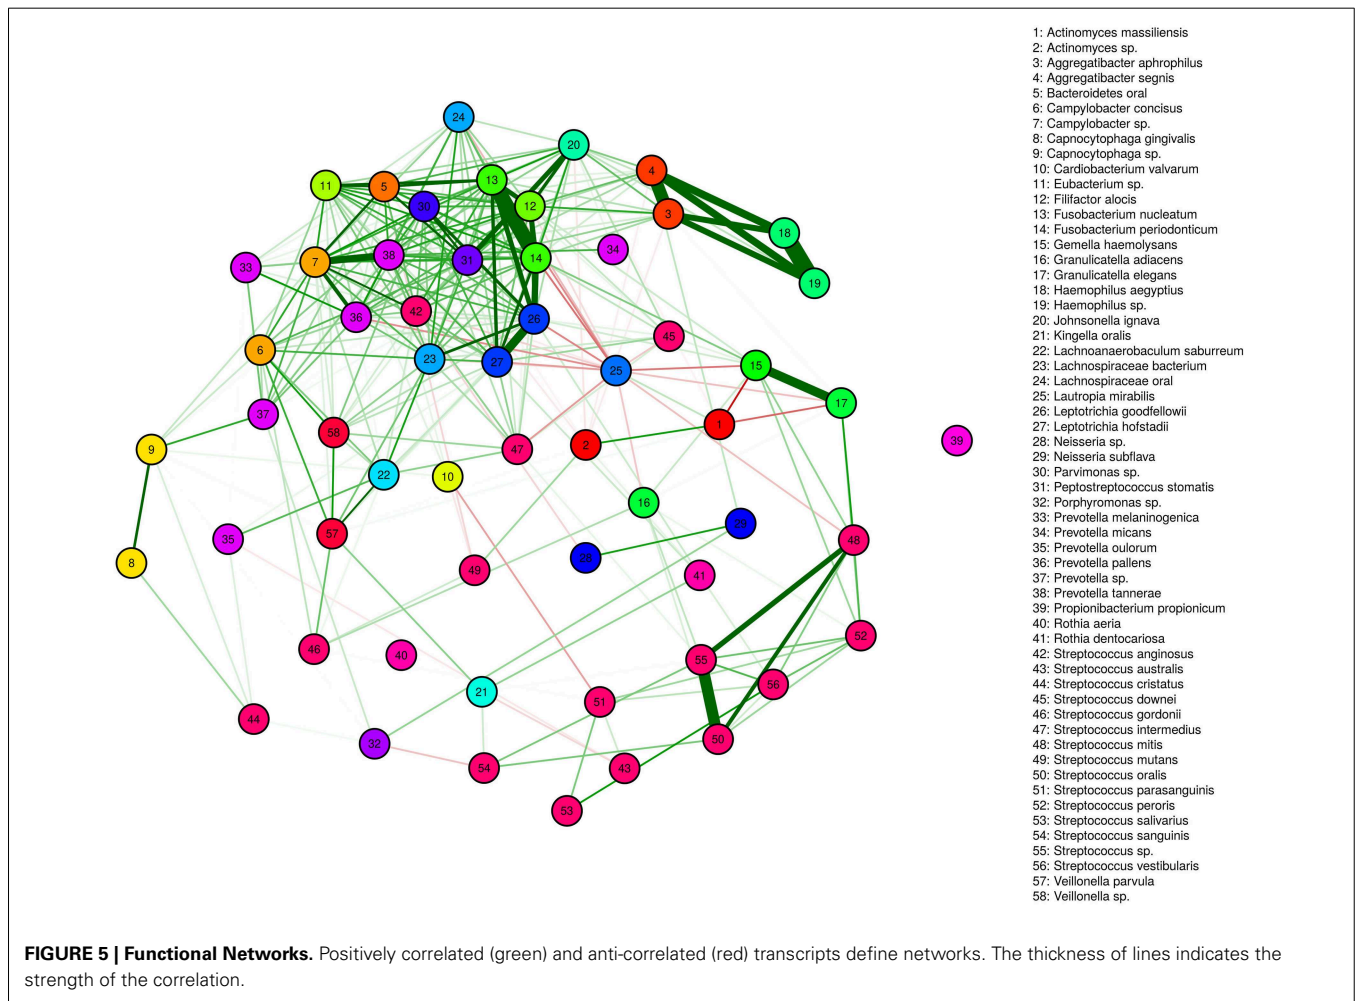 24
20
4
13
11
5
30
12
3
18
34
38
14
31
7
33
19
42
36
26
45
6
23
27
25
15
17
37
1
58
39
2
9
47
22
10
16
29
57
35
48
28
8
49
41
52
46
40
55
56
21
51
44
50
32
54
43
53
1: Actinomyces massiliensis
2: Actinomyces sp.
3: Aggregatibacter aphrophilus
4: Aggregatibacter segnis
5: Bacteroidetes oral
6: Campylobacter concisus
7: Campylobacter sp.
8: Capnocytophaga gingivalis
9: Capnocytophaga sp.
10: Cardiobacterium valvarum
11: Eubacterium sp.
12: Filifactor alocis
13: Fusobacterium nucleatum
14: Fusobacterium periodonticum
15: Gemella haemolysans
16: Granulicatella adiacens
17: Granulicatella elegans
18: Haemophilus aegyptius
19: Haemophilus sp.
20: Johnsonella ignava
21: Kingella oralis
22: Lachnoanaerobaculum saburreum
23: Lachnospiraceae bacterium
24: Lachnospiraceae oral
25: Lautropia mirabilis
26: Leptotrichia goodfellowii
27: Leptotrichia hofstadii
28: Neisseria sp.
29: Neisseria subflava
30: Parvimonas sp.
31: Peptostreptococcus stomatis
32: Porphyromonas sp.
33: Prevotella melaninogenica
34: Prevotella micans
35: Prevotella oulorum
36: Prevotella pallens
37: Prevotella sp.
38: Prevotella tannerae
39: Propionibacterium propionicum
40: Rothia aeria
41: Rothia dentocariosa
42: Streptococcus anginosus
43: Streptococcus australis
44: Streptococcus cristatus
45: Streptococcus downei
46: Streptococcus gordonii
47: Streptococcus intermedius
48: Streptococcus mitis
49: Streptococcus mutans
50: Streptococcus oralis
51: Streptococcus parasanguinis
52: Streptococcus peroris
53: Streptococcus salivarius
54: Streptococcus sanguinis
55: Streptococcus sp.
56: Streptococcus vestibularis
57: Veillonella parvula
58: Veillonella sp.
FIGURE 5 | Functional Networks. Positively correlated (green) and anti-correlated (red) transcripts define networks. The thickness of lines indicates the
strength of the correlation.